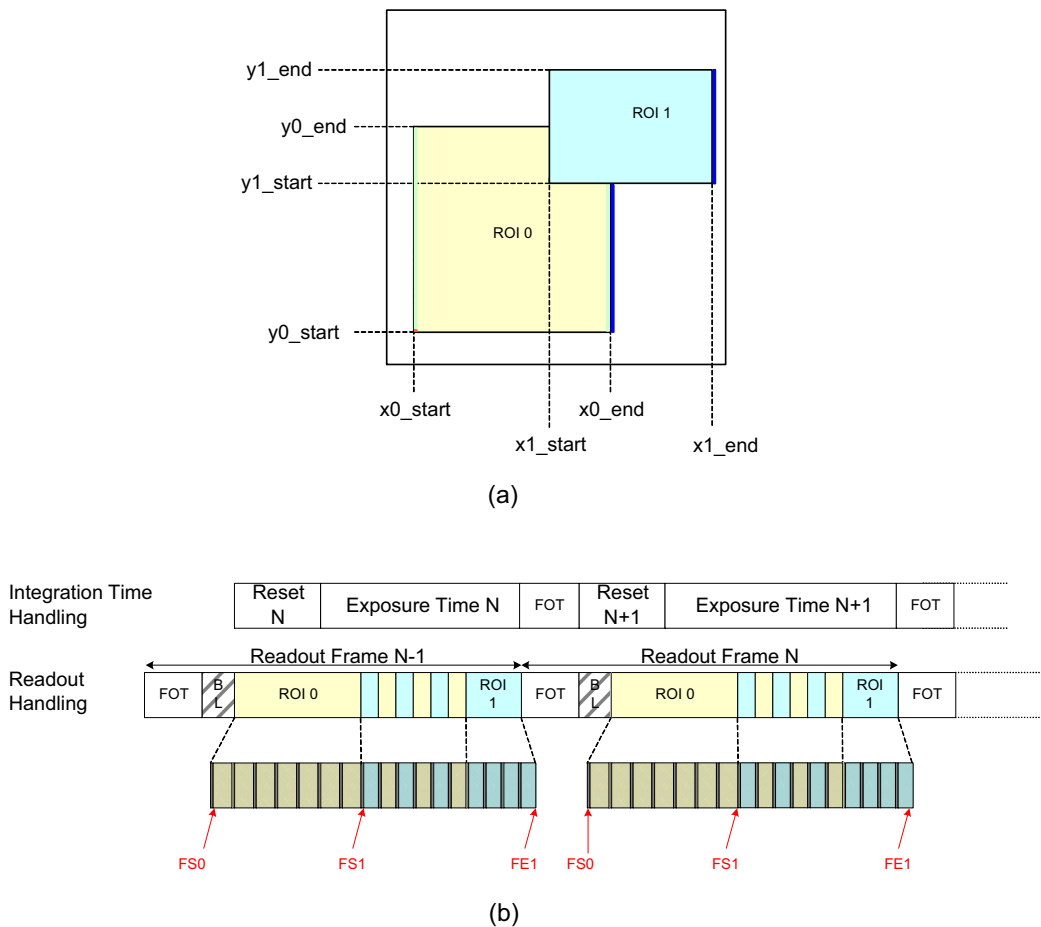 y1_end
ROI 1
y0_end
y1_start
ROI 0
y0_start
x0_start
x0_end
x1_start
x1_end
(a)
Integration Time
Handling
Reset
N
Exposure Time N
FOT
Reset
N+1
Exposure Time N+1
FOT
Readout Frame N-1
Readout Frame N
Readout
Handling
FOT
B
L
ROI 0
ROI
1
FOT
B
L
ROI 0
ROI
1
FOT
FS0
FS1
FE1
FS0
FS1
FE1
(b)